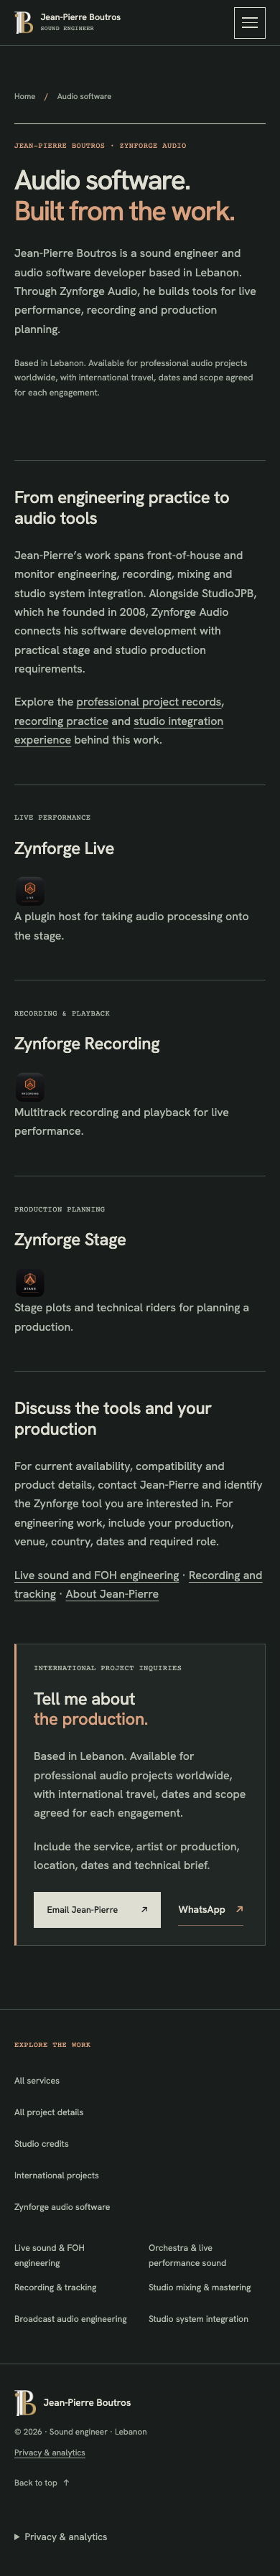 Jean-Pierre Boutros
SOUND ENGINEER
Home / Audio software
JEAN-PIERRE BOUTROS · ZYNFORGE AUDIO
Audio software.
Built from the work.
Jean-Pierre Boutros is a sound engineer and
audio software developer based in Lebanon.
Through Zynforge Audio, he builds tools for live
performance, recording and production
planning.
Based in Lebanon. Available for professional audio projects
worldwide, with international travel, dates and scope agreed
for each engagement.
From engineering practice to
audio tools
Jean-Pierre’s work spans front-of-house and
monitor engineering, recording, mixing and
studio system integration. Alongside StudioJPB,
which he founded in 2008, Zynforge Audio
connects his software development with
practical stage and studio production
requirements.
Explore the professional project records,
recording practice and studio integration
experience behind this work.
LIVE PERFORMANCE
Zynforge Live
LIVE
A plugin host for taking audio processing onto
the stage.
RECORDING & PLAYBACK
Zynforge Recording
RECORDING
Multitrack recording and playback for live
performance.
PRODUCTION PLANNING
Zynforge Stage
STAGE
Stage plots and technical riders for planning a
production.
Discuss the tools and your
production
For current availability, compatibility and
product details, contact Jean-Pierre and identify
the Zynforge tool you are interested in. For
engineering work, include your production,
venue, country, dates and required role.
Live sound and FOH engineering · Recording and
tracking · About Jean-Pierre
INTERNATIONAL PROJECT INQUIRIES
Tell me about
the production.
Based in Lebanon. Available for
professional audio projects worldwide,
with international travel, dates and scope
agreed for each engagement.
Include the service, artist or production,
location, dates and technical brief.
Email Jean-Pierre ↗ WhatsApp ↗
EXPLORE THE WORK
All services
All project details
Studio credits
International projects
Zynforge audio software
Live sound & FOH
engineering
Orchestra & live
performance sound
Recording & tracking
Studio mixing & mastering
Broadcast audio engineering
Studio system integration
Jean-Pierre Boutros
© 2026 · Sound engineer · Lebanon
Privacy & analytics
Back to top ↑
▶ Privacy & analytics